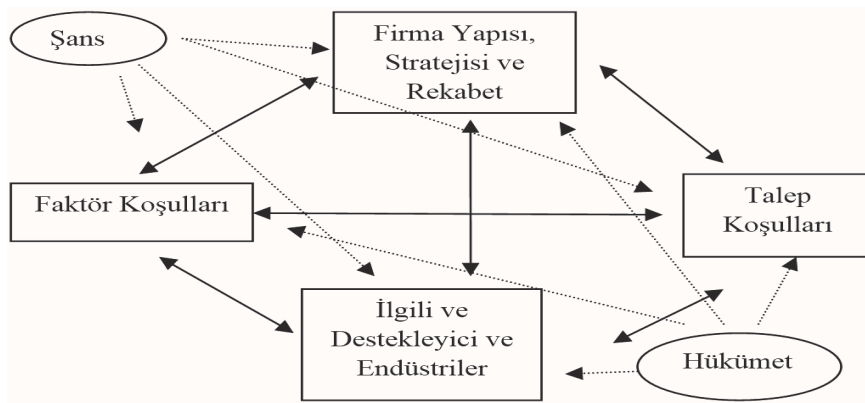 Şans
Firma Yapısı,
Stratejisi ve
Rekabet
Faktör Koşulları
Talep
Koşulları
İlgili ve
Destekleyici ve
Endüstriler
Hükümet